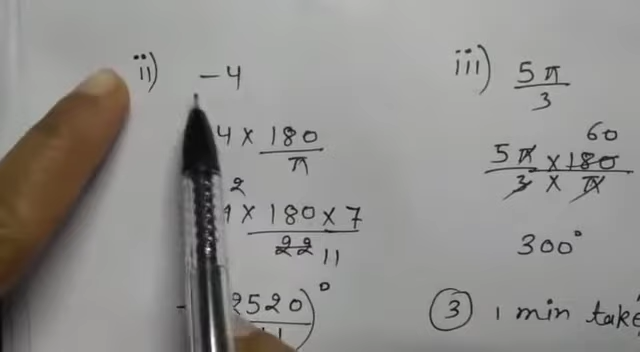 ii) -4
4 × 180/π
2
4 × 180 × 7/22 11
2520)°
iii) 5π/3
60
5π × 180/3 × π
300°
③ 1 min take